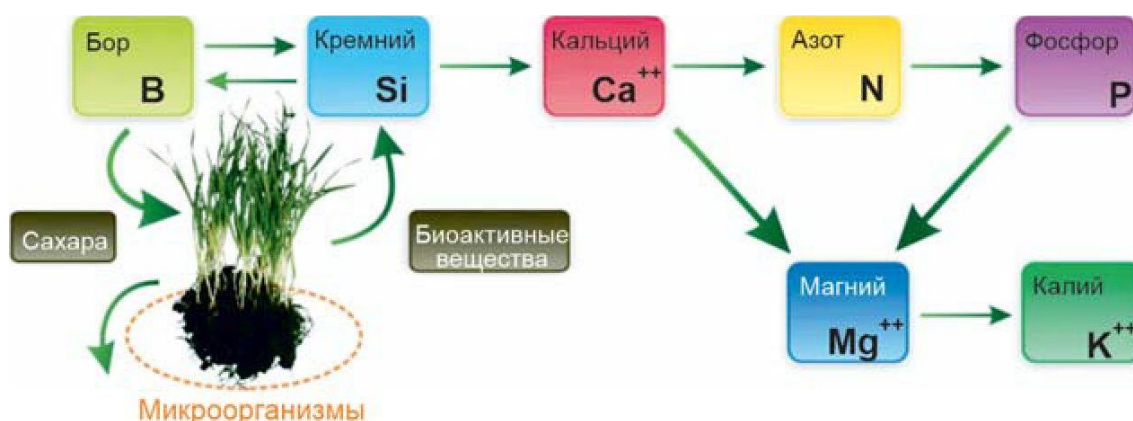 Бор
B
Кремний
Si
Кальций
Ca++
Азот
N
Фосфор
P
Сахара
Биоактивные
вещества
Магний
Mg++
Калий
K++
Микроорганизмы